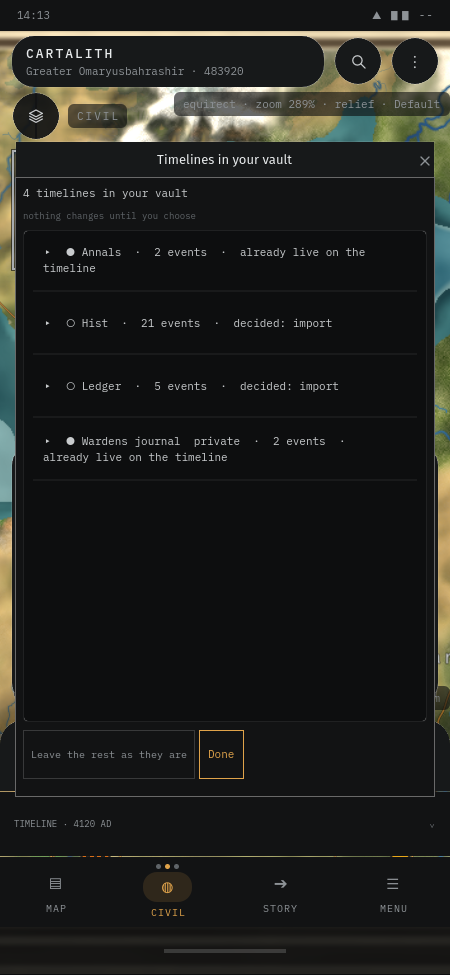 14:13
CARTALITH
Greater Omaryusbahrashir · 483920
equirect · zoom 289% · relief · Default
CIVIL
Timelines in your vault
4 timelines in your vault
nothing changes until you choose
Annals · 2 events · already live on the
timeline
Hist · 21 events · decided: import
Ledger · 5 events · decided: import
Wardens journal private · 2 events ·
already live on the timeline
Leave the rest as they are
Done
TIMELINE · 4120 AD
MAP
CIVIL
STORY
MENU